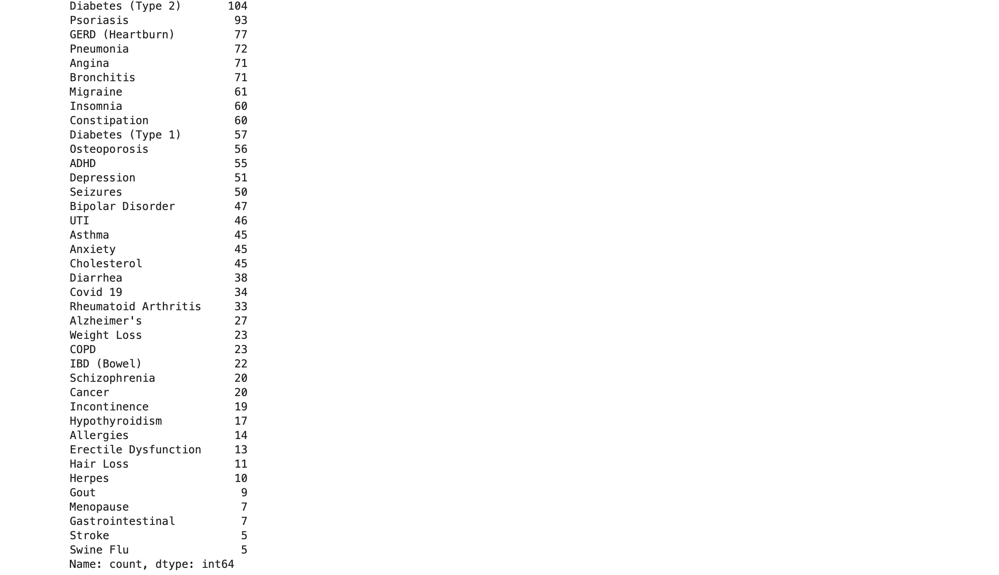 Diabetes (Type 2)       104
Psoriasis                93
GERD (Heartburn)         77
Pneumonia                72
Angina                   71
Bronchitis               71
Migraine                 61
Insomnia                 60
Constipation             60
Diabetes (Type 1)        57
Osteoporosis             56
ADHD                     55
Depression               51
Seizures                 50
Bipolar Disorder         47
UTI                      46
Asthma                   45
Anxiety                  45
Cholesterol              45
Diarrhea                 38
Covid 19                 34
Rheumatoid Arthritis     33
Alzheimer's              27
Weight Loss              23
COPD                     23
IBD (Bowel)              22
Schizophrenia            20
Cancer                   20
Incontinence             19
Hypothyroidism           17
Allergies                14
Erectile Dysfunction     13
Hair Loss                11
Herpes                   10
Gout                      9
Menopause                 7
Gastrointestinal          7
Stroke                    5
Swine Flu                 5
Name: count, dtype: int64